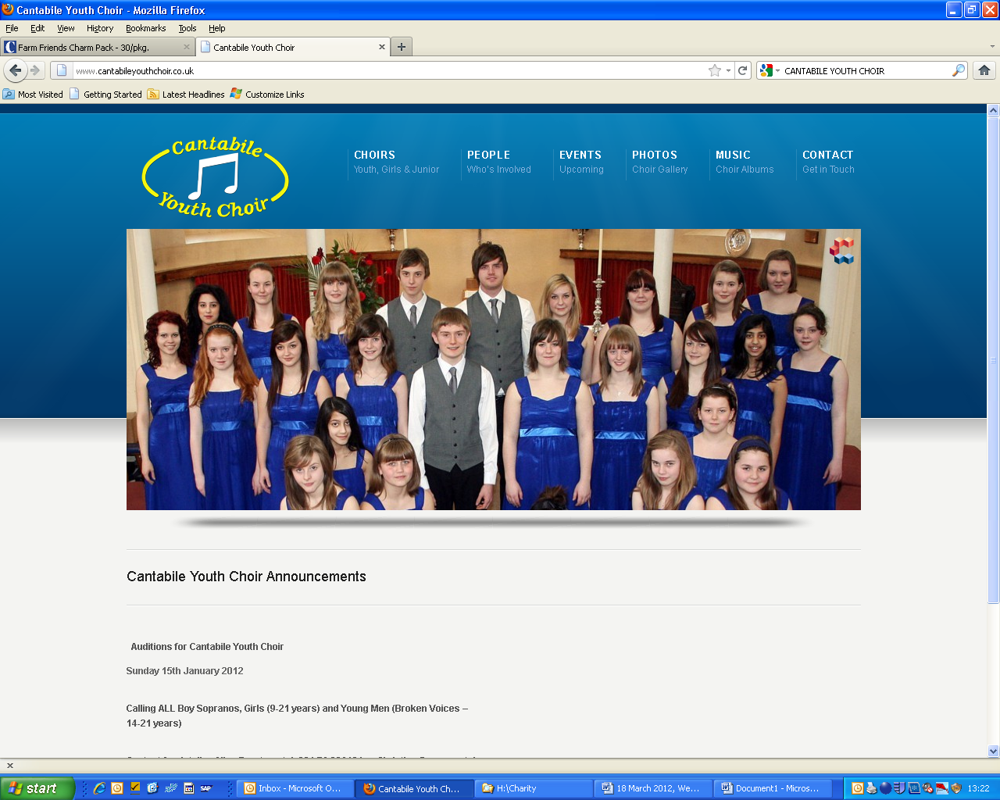 Cantabile Youth Choir - Mozilla Firefox
File Edit View History Bookmarks Tools Help
Farm Friends Charm Pack - 30/pkg.
Cantabile Youth Choir
www.cantabileyouthchoir.co.uk
CANTABILE YOUTH CHOIR
Most Visited Getting Started Latest Headlines Customize Links
Cantabile
Youth Choir
CHOIRS
Youth, Girls & Junior
PEOPLE
Who's Involved
EVENTS
Upcoming
PHOTOS
Choir Gallery
MUSIC
Choir Albums
CONTACT
Get in Touch
Cantabile Youth Choir Announcements
Auditions for Cantabile Youth Choir
Sunday 15th January 2012
Calling ALL Boy Sopranos, Girls (9-21 years) and Young Men (Broken Voices –
14-21 years)
start
SAP
Inbox - Microsoft O...
Cantabile Youth Ch...
H:\Charity
18 March 2012, We...
Document1 - Micros...
13:22